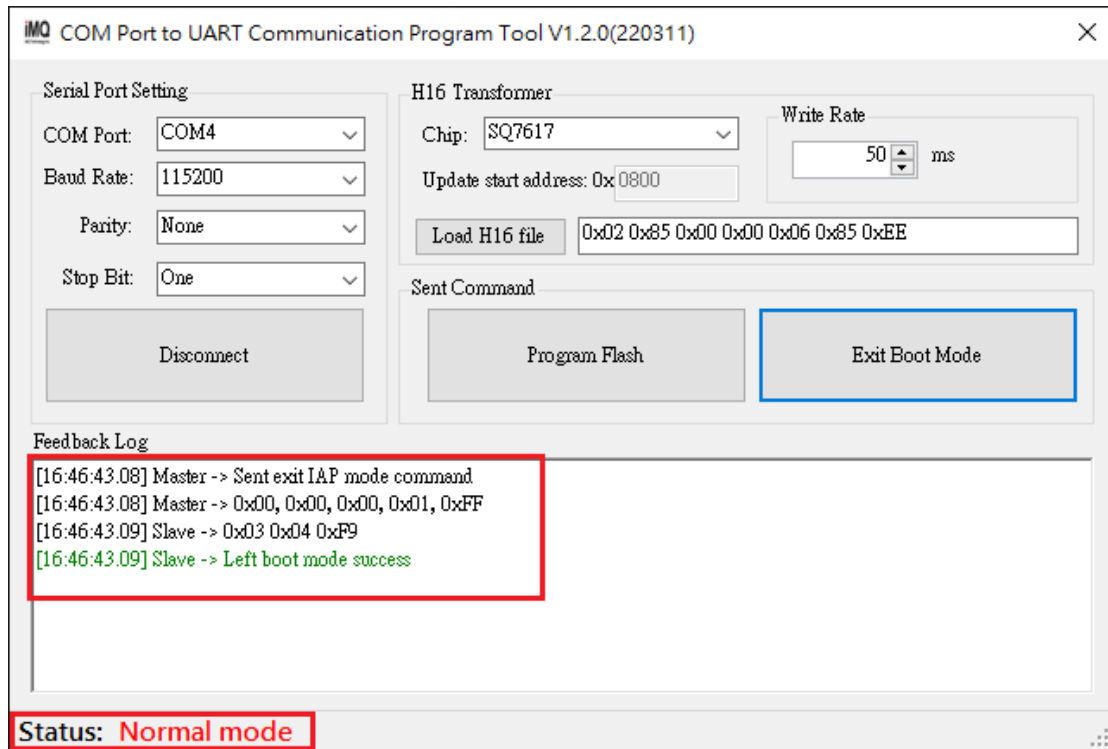 iMQ COM Port to UART Communication Program Tool V1.2.0(220311)
Serial Port Setting
COM Port: COM4
Baud Rate: 115200
Parity: None
Stop Bit: One
Disconnect
H16 Transformer
Chip: SQ7617
Update start address: 0x 0800
Write Rate
50 ms
Load H16 file 0x02 0x85 0x00 0x00 0x06 0x85 0xEE
Sent Command
Program Flash
Exit Boot Mode
Feedback Log
[16:46:43.08] Master -> Sent exit IAP mode command
[16:46:43.08] Master -> 0x00, 0x00, 0x00, 0x01, 0xFF
[16:46:43.09] Slave -> 0x03 0x04 0xF9
[16:46:43.09] Slave -> Left boot mode success
Status: Normal mode